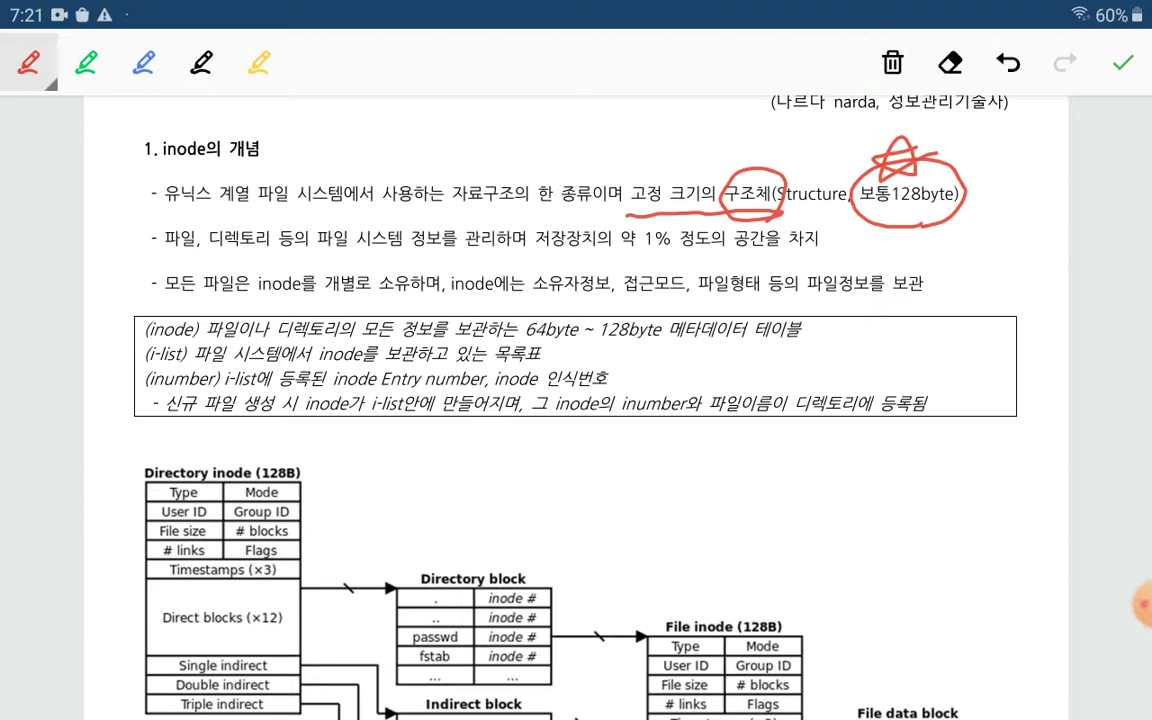 7:21
60%
(나르다 narda, 정보관리기술사)
1. inode의 개념
- 유닉스 계열 파일 시스템에서 사용하는 자료구조의 한 종류이며 고정 크기의 구조체(Structure, 보통128byte)
- 파일, 디렉토리 등의 파일 시스템 정보를 관리하며 저장장치의 약 1% 정도의 공간을 차지
- 모든 파일은 inode를 개별로 소유하며, inode에는 소유자정보, 접근모드, 파일형태 등의 파일정보를 보관
(inode) 파일이나 디렉토리의 모든 정보를 보관하는 64byte ~ 128byte 메타데이터 테이블
(i-list) 파일 시스템에서 inode를 보관하고 있는 목록표
(inumber) i-list에 등록된 inode Entry number, inode 인식번호
- 신규 파일 생성 시 inode가 i-list안에 만들어지며, 그 inode의 inumber와 파일이름이 디렉토리에 등록됨
Directory inode (128B)
Type Mode
User ID Group ID
File size # blocks
# links Flags
Timestamps (×3)
Direct blocks (×12)
Single indirect
Double indirect
Triple indirect
Directory block
. inode #
.. inode #
passwd inode #
fstab inode #
... ...
Indirect block
File inode (128B)
Type Mode
User ID Group ID
File size # blocks
# links Flags
File data block